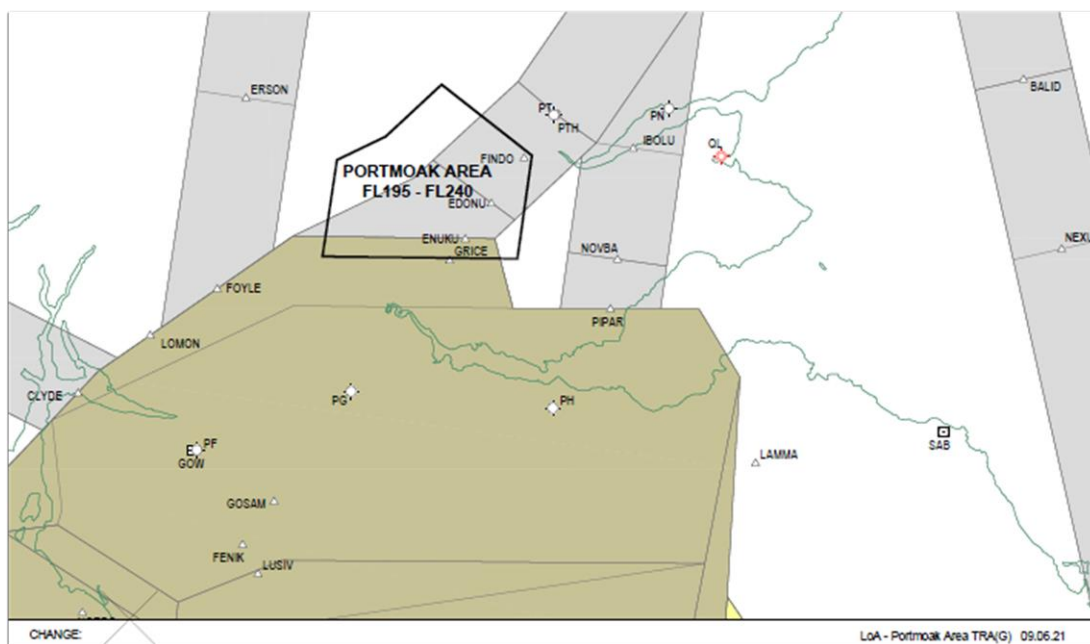 ERSON
BALID
PT
PTH
PN
IBOLU
QL
FINDO
PORTMOAK AREA
FL195 - FL240
EDONU
ENUKU
GRICE
NOVBA
NEXU
FOYLE
PIPAR
LOMON
CLYDE
PG
PH
PF
GOW
SAB
LAMMA
GOSAM
FENIK
LUSIV
CHANGE:
LoA - Portmoak Area TRA(G) 09.06.21